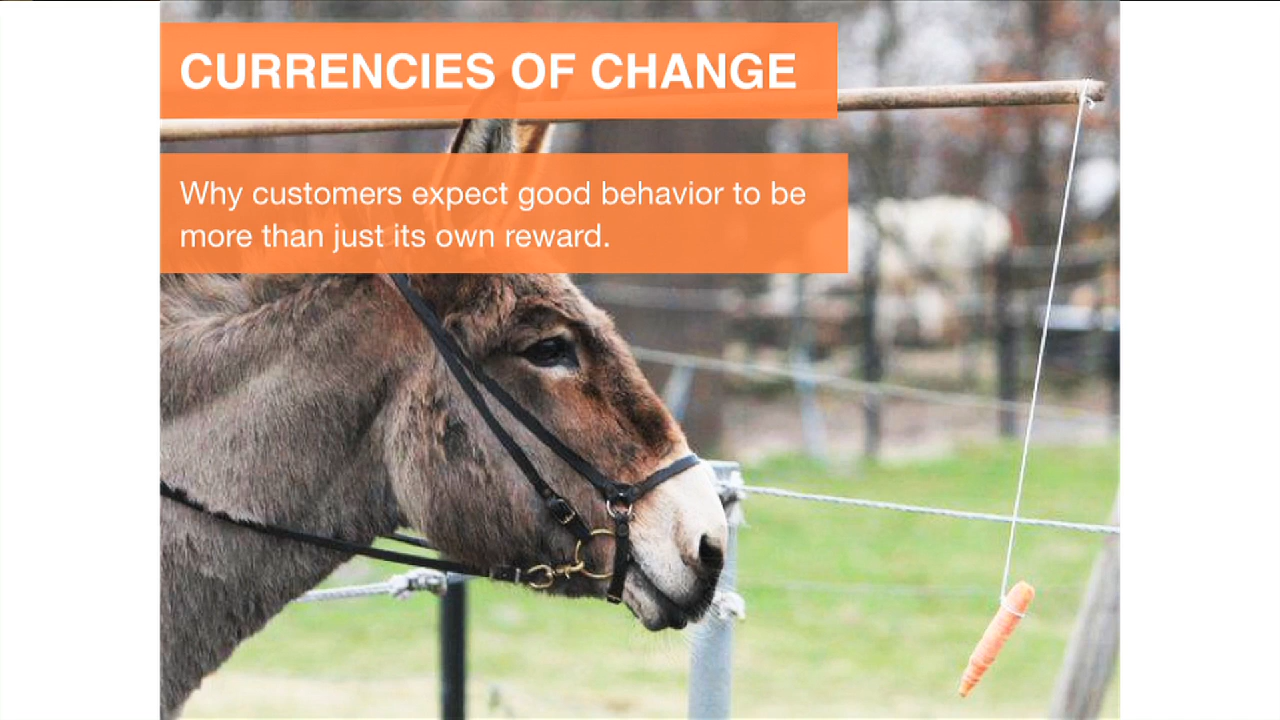 CURRENCIES OF CHANGE
Why customers expect good behavior to be
more than just its own reward.